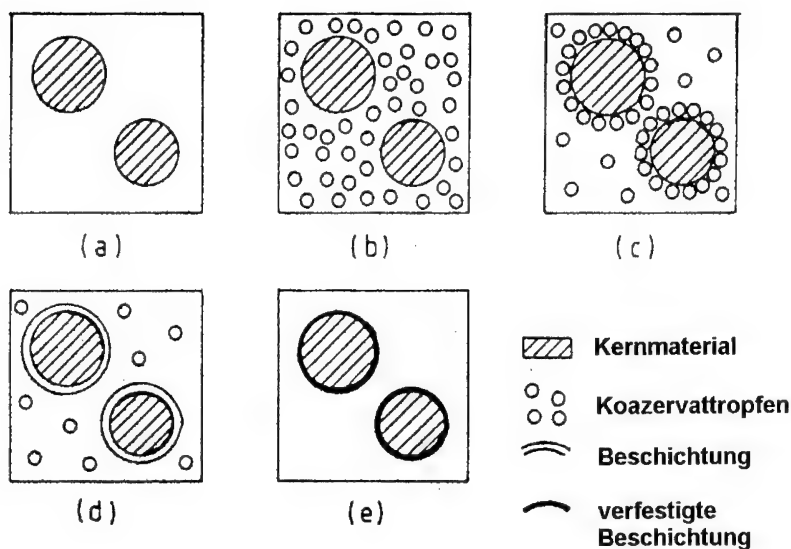 (a)
(b)
(c)
(d)
(e)
Kernmaterial
Koazervattropfen
Beschichtung
verfestigte
Beschichtung